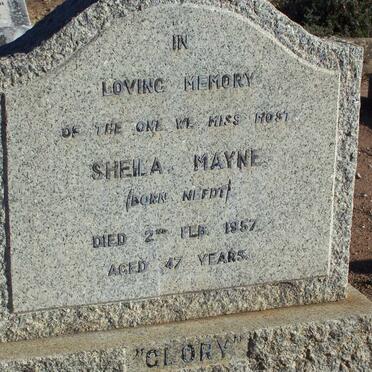 IN
LOVING MEMORY
OF THE ONE WE MISS MOST
SHEILA MAYNE
(BORN NEFDT)
DIED 2ND FEB. 1957.
AGED 47 YEARS.
"GLORY"